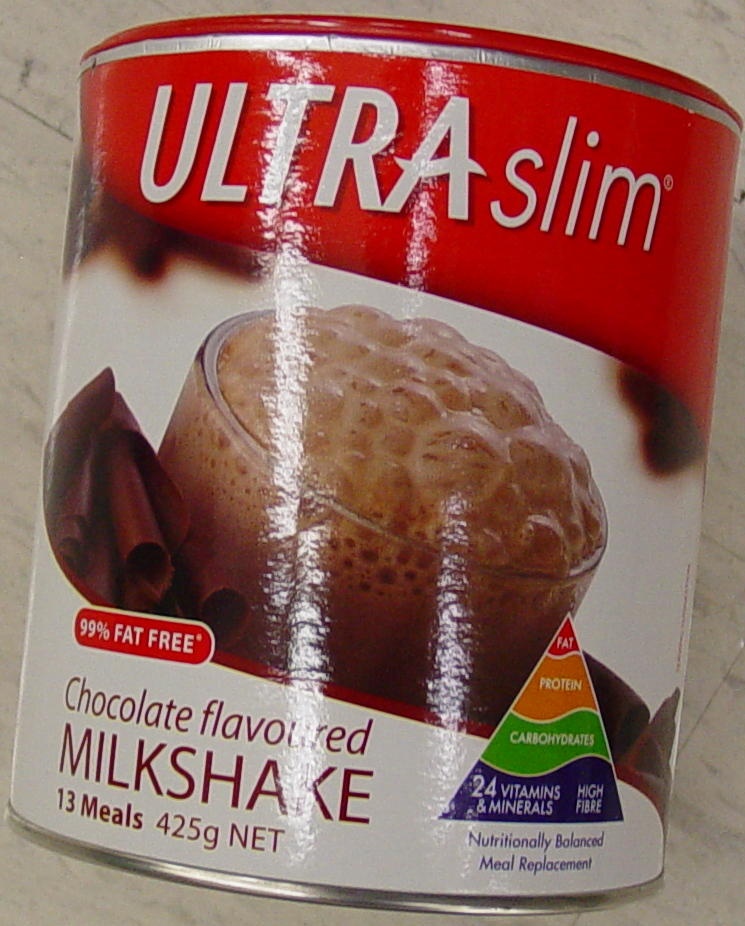 ULTRA slim®
99% FAT FREE*
Chocolate flavoured
MILKSHAKE
13 Meals 425g NET
FAT
PROTEIN
CARBOHYDRATES
24 VITAMINS & MINERALS
HIGH FIBRE
Nutritionally Balanced
Meal Replacement